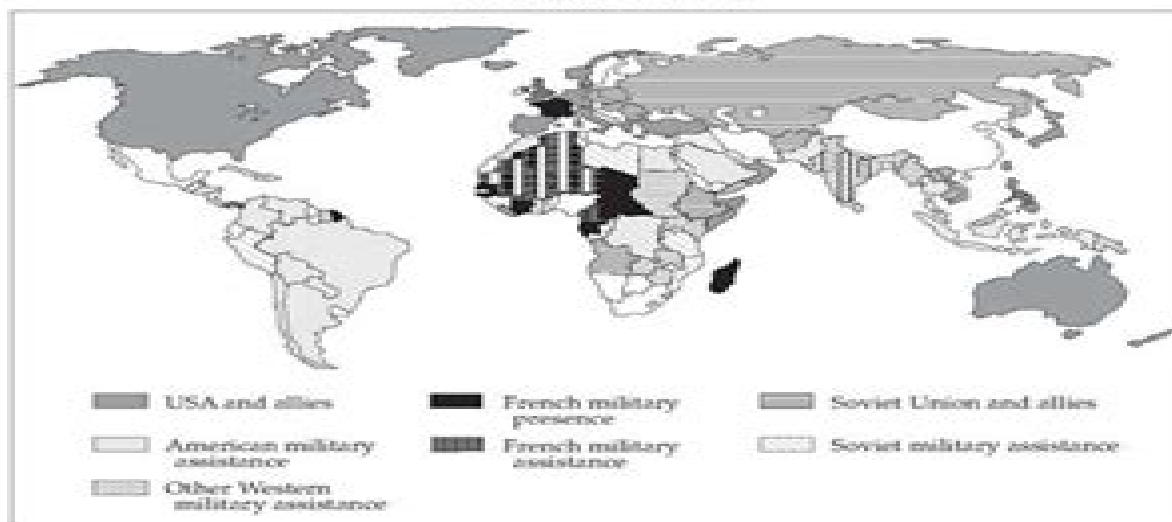 USA and allies
American military
assistance
Other Western
military assistance
French military
presence
French military
assistance
Soviet Union and allies
Soviet military assistance